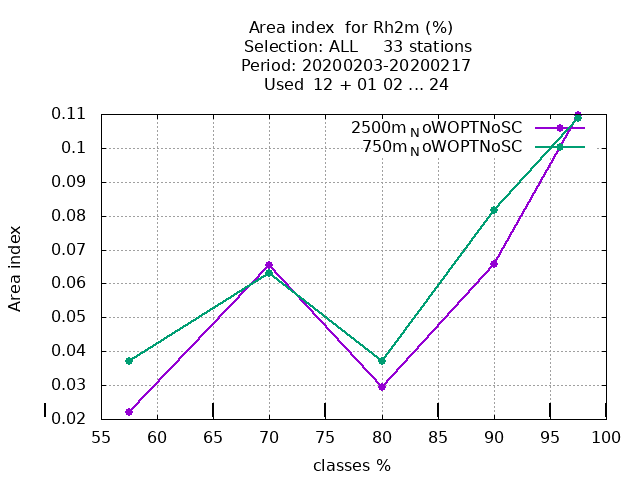 Area index  for Rh2m (%)
Selection: ALL     33 stations
Period: 20200203-20200217
Used  12 + 01 02 ... 24
2500m_NoWOPTNoSC
750m_NoWOPTNoSC
0.11
0.1
0.09
0.08
0.07
0.06
0.05
0.04
0.03
0.02
Area index
55 60 65 70 75 80 85 90 95 100
classes %